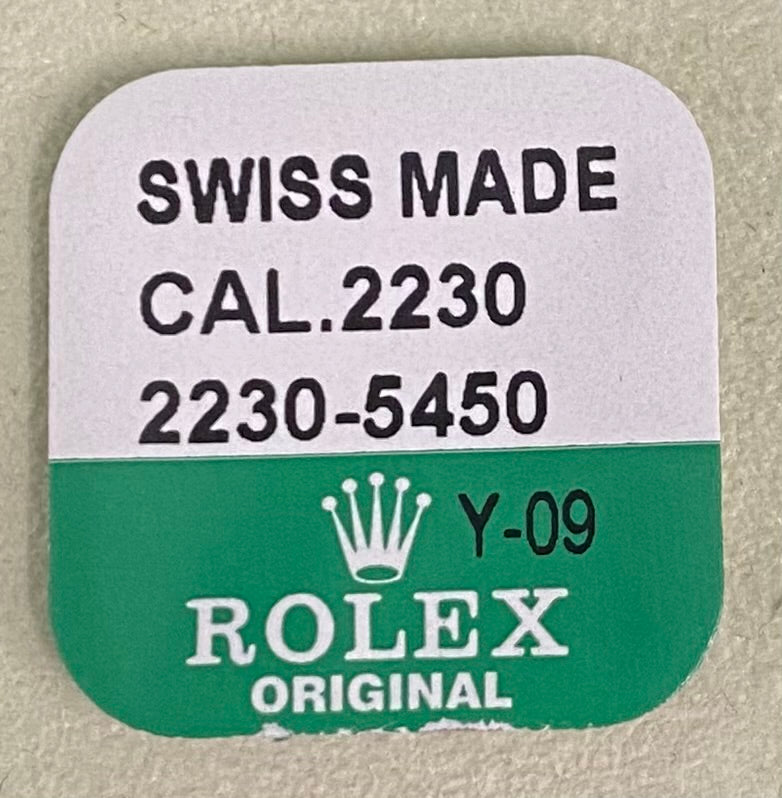 SWISS MADE
CAL.2230
2230-5450
Y-09
ROLEX
ORIGINAL